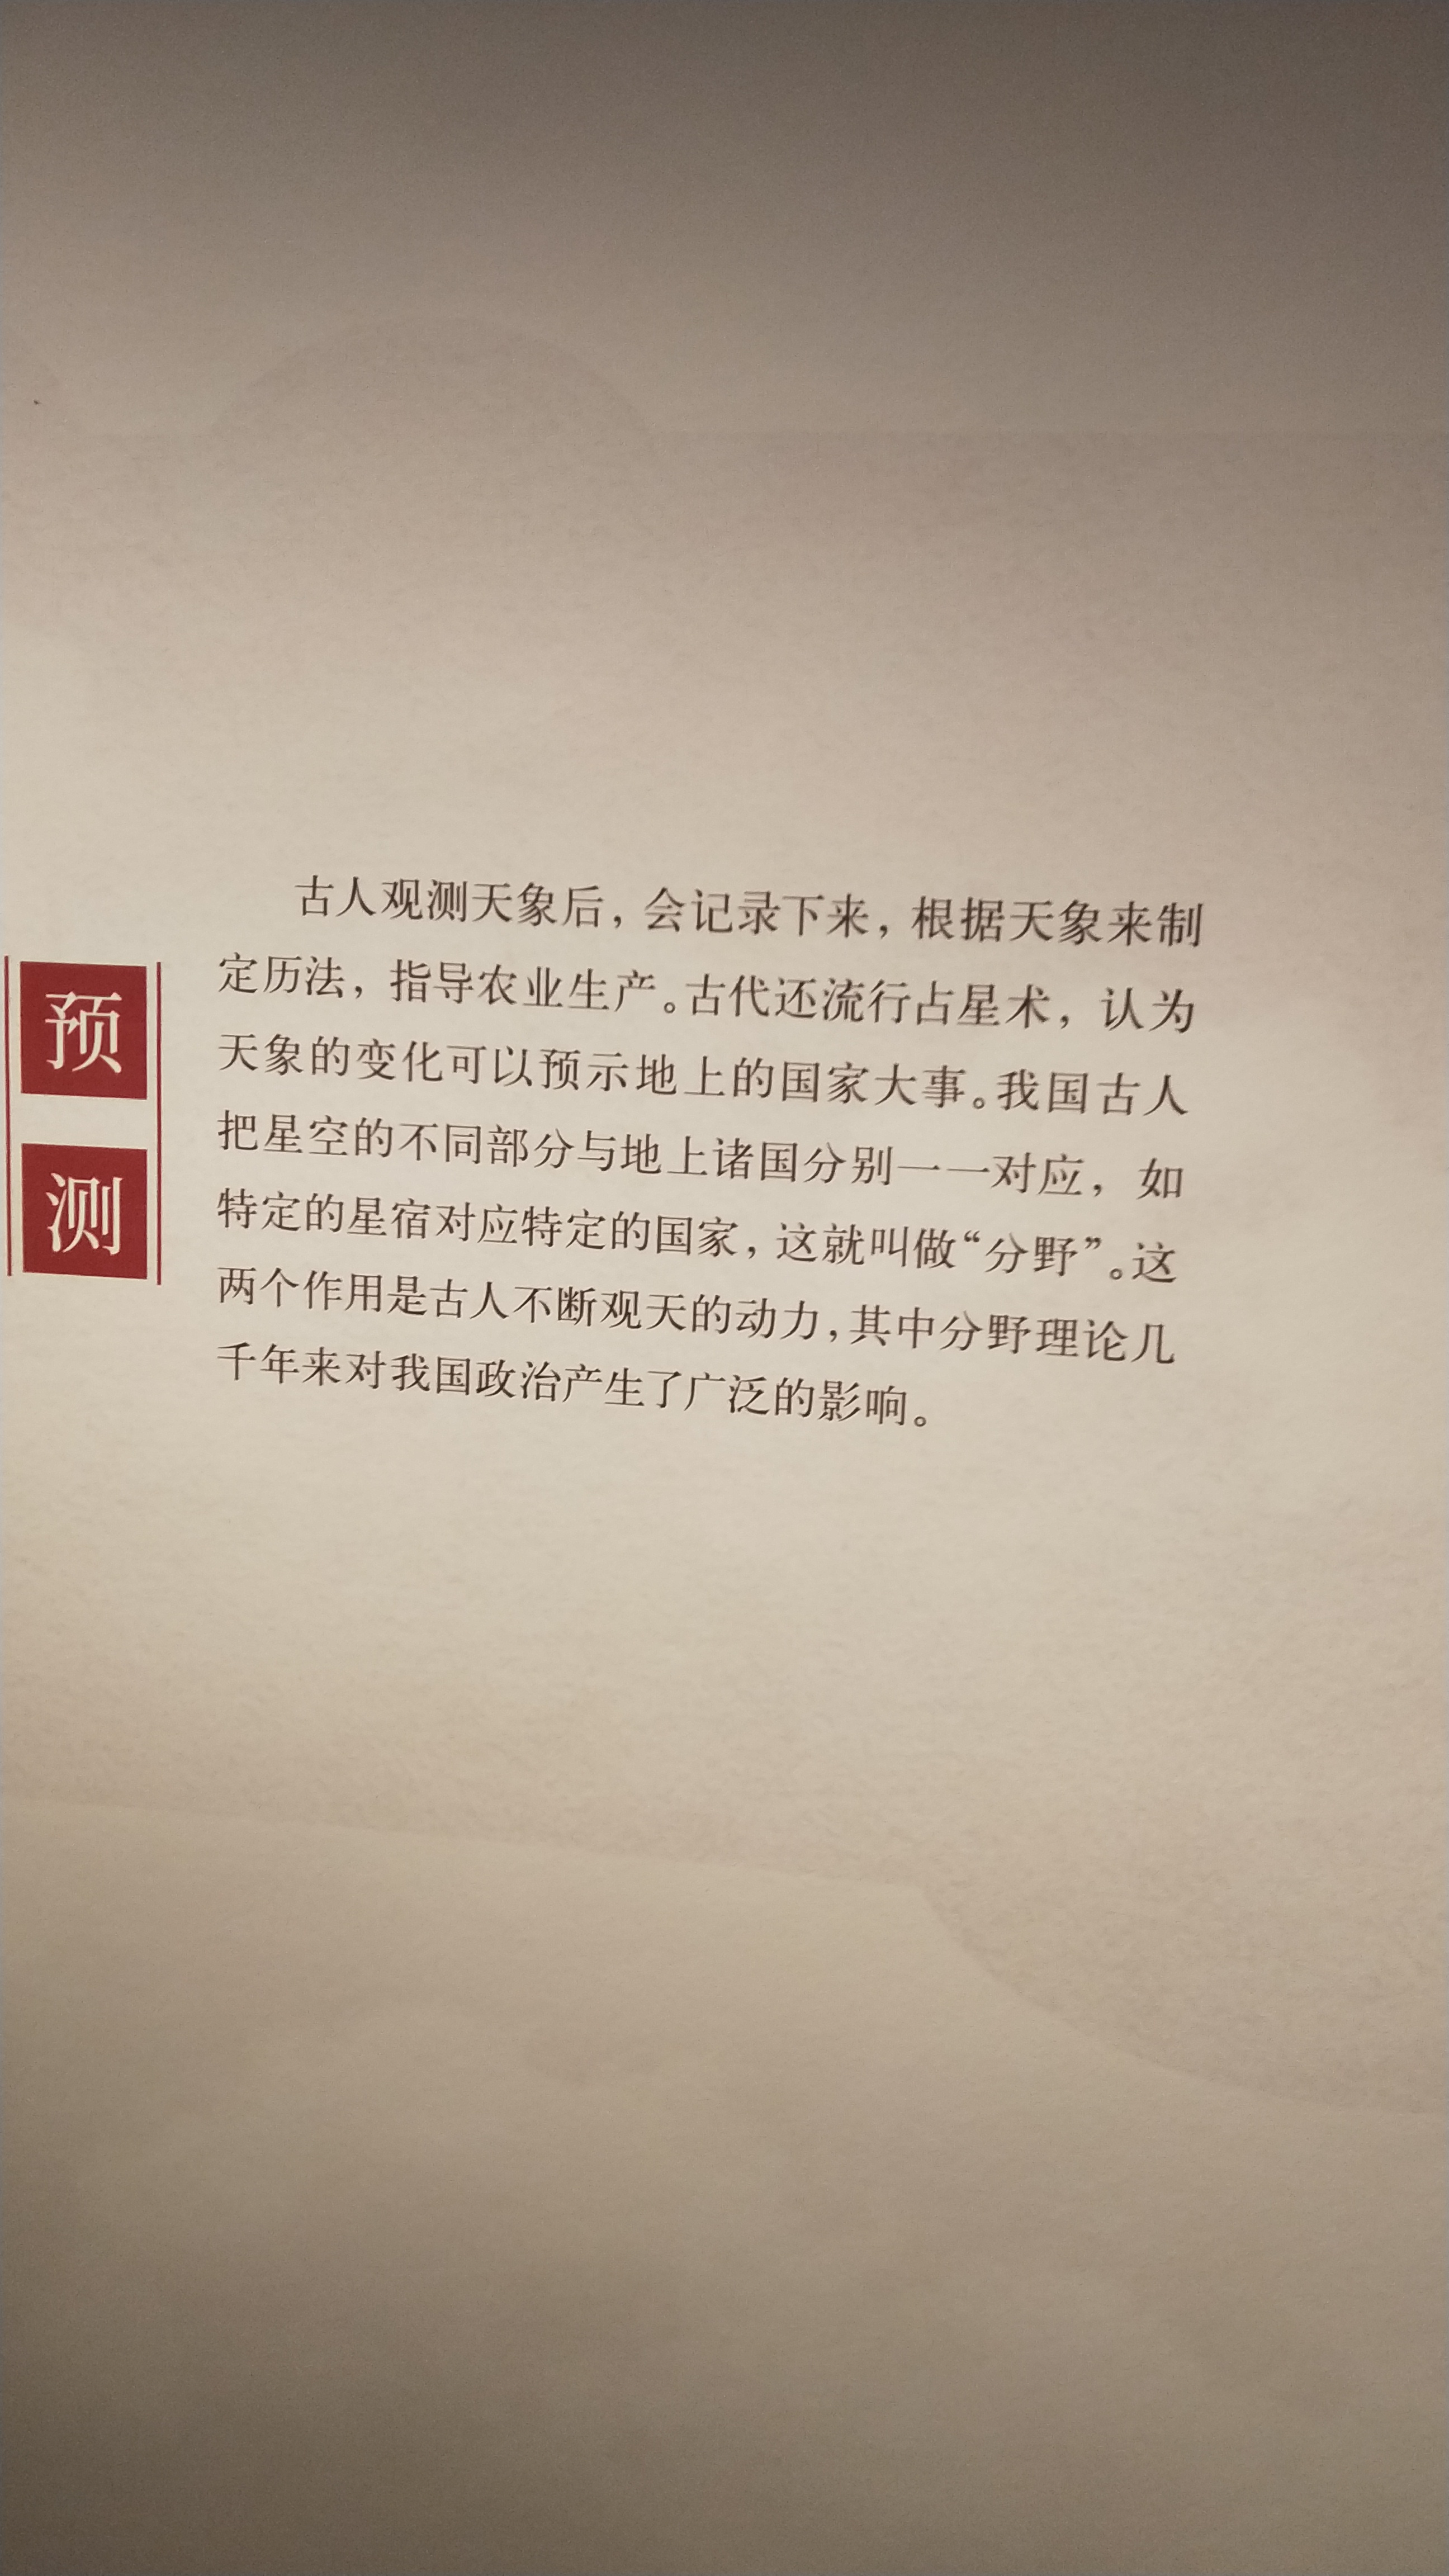 预
测
古人观测天象后，会记录下来，根据天象来制
定历法，指导农业生产。古代还流行占星术，认为
天象的变化可以预示地上的国家大事。我国古人
把星空的不同部分与地上诸国分别一一对应，如
特定的星宿对应特定的国家，这就叫做“分野”。这
两个作用是古人不断观天的动力，其中分野理论几
千年来对我国政治产生了广泛的影响。